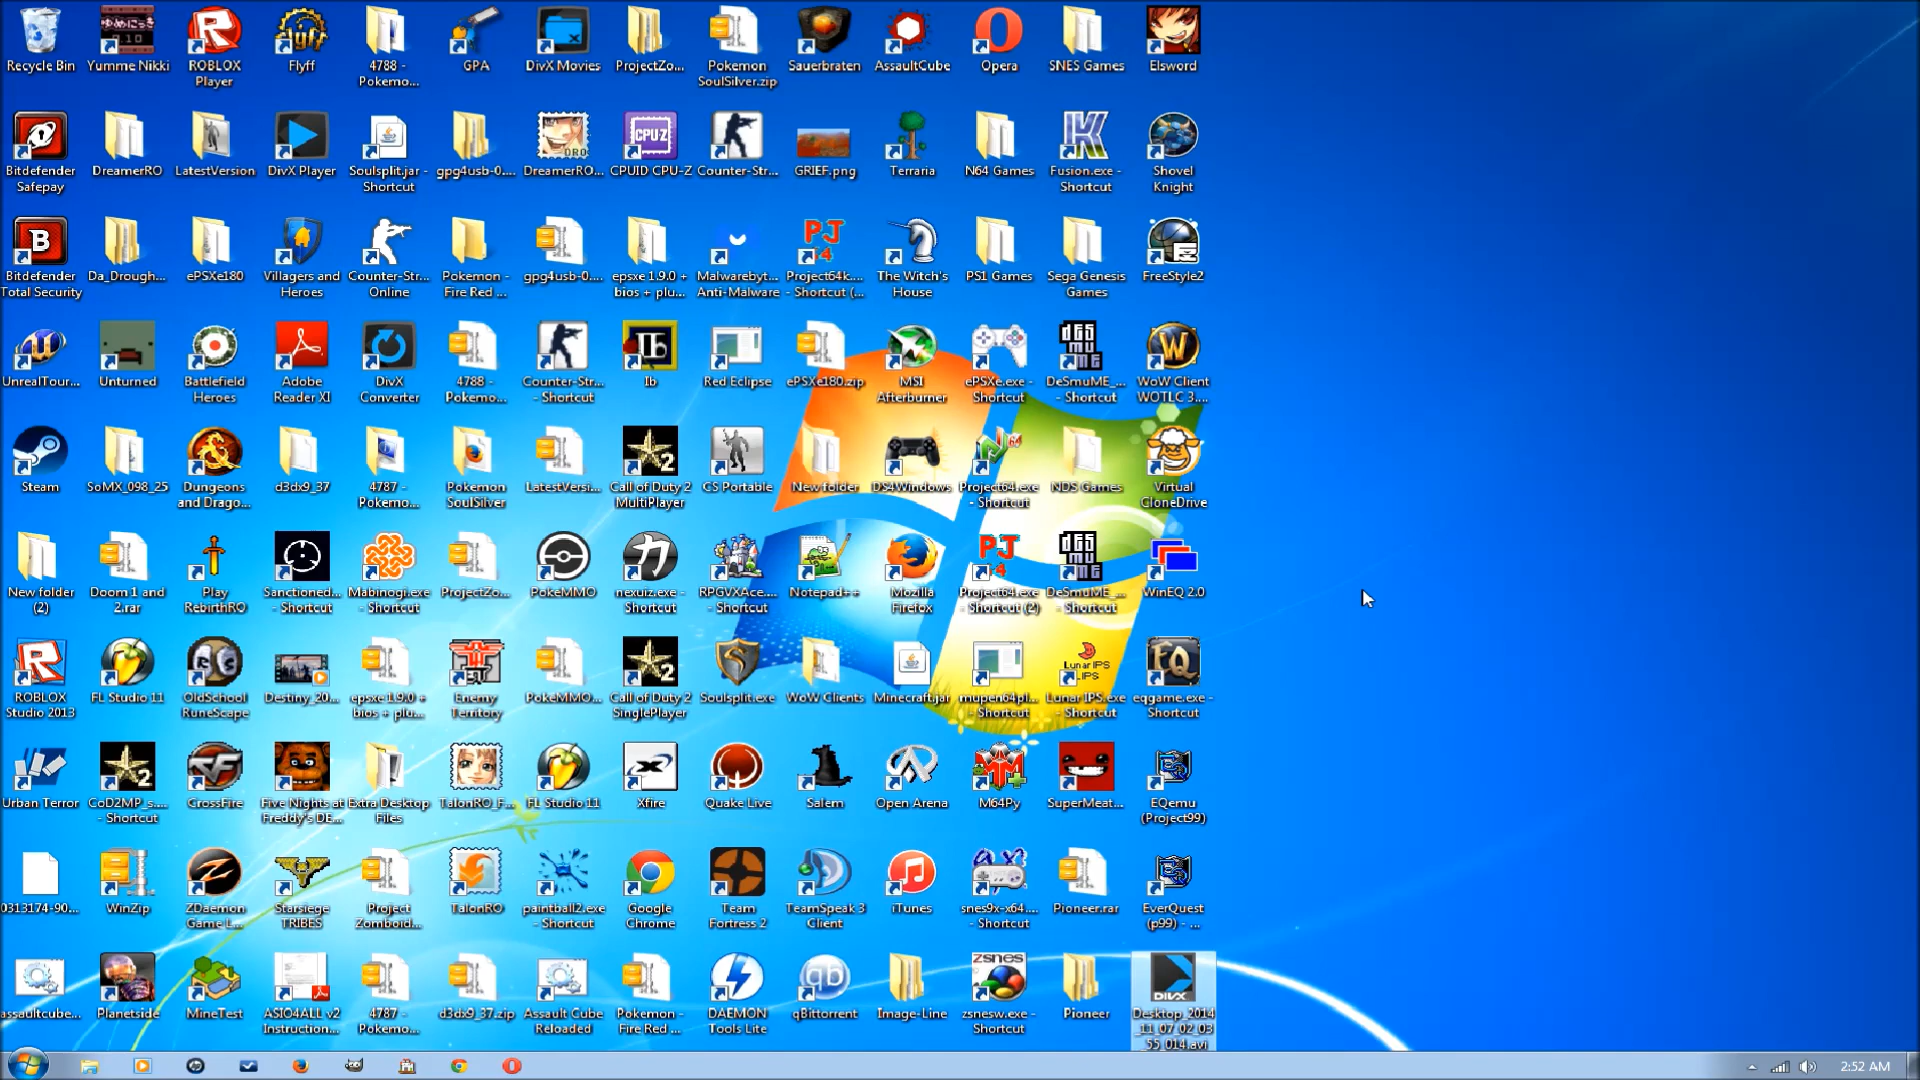 Recycle Bin
Yumme Nikki
ROBLOX
Player
Flyff
4788 -
Pokemo...
GPA
DivX Movies
ProjectZo...
Pokemon
SoulSilver.zip
Sauerbraten
AssaultCube
Opera
SNES Games
Elsword
Bitdefender
Safepay
DreamerRO
LatestVersion
DivX Player
Soulsplit.jar -
Shortcut
gpg4usb-0....
DreamerRO...
CPUID CPU-Z
Counter-Str...
GRIEF.png
Terraria
N64 Games
Fusion.exe -
Shortcut
Shovel
Knight
Bitdefender
Total Security
Da_Drough...
ePSXe180
Villagers and
Heroes
Counter-Str...
Online
Pokemon -
Fire Red ...
gpg4usb-0....
epsxe 1.9.0 +
bios + plu...
Malwarebyt...
Anti-Malware
Project64k....
- Shortcut (...
The Witch's
House
PS1 Games
Sega Genesis
Games
FreeStyle2
UnrealTour...
Unturned
Battlefield
Heroes
Adobe
Reader XI
DivX
Converter
4788 -
Pokemo...
Counter-Str...
- Shortcut
Ib
Red Eclipse
ePSXe180.zip
MSI
Afterburner
ePSXe.exe -
Shortcut
DeSmuME_...
- Shortcut
WoW Client
WOTLC 3....
Steam
SoMX_098_25
Dungeons
and Drago...
d3dx9_37
4787 -
Pokemo...
Pokemon
SoulSilver
LatestVersi...
Call of Duty 2
MultiPlayer
CS Portable
New folder
DS4Windows
Project64.exe
- Shortcut
NDS Games
Virtual
CloneDrive
New folder
(2)
Doom 1 and
2.rar
Play
RebirthRO
Sanctioned...
- Shortcut
Mabinogi.exe
- Shortcut
ProjectZo...
PokeMMO
nexuiz.exe -
Shortcut
RPGVXAce....
- Shortcut
Notepad++
Mozilla
Firefox
Project64.exe
- Shortcut (2)
DeSmuME_...
- Shortcut
WinEQ 2.0
ROBLOX
Studio 2013
FL Studio 11
OldSchool
RuneScape
Destiny_20...
epsxe 1.9.0 +
bios + plu...
Enemy
Territory
PokeMMO...
Call of Duty 2
SinglePlayer
Soulsplit.exe
WoW Clients
Minecraft.jar
mupen64pl...
- Shortcut
Lunar IPS.exe
- Shortcut
eqgame.exe -
Shortcut
Urban Terror
CoD2MP_s....
- Shortcut
CrossFire
Five Nights at
Freddy's DE...
Extra Desktop
Files
TalonRO_F...
FL Studio 11
Xfire
Quake Live
Salem
Open Arena
M64Py
SuperMeat...
EQemu
(Project99)
0313174-90...
WinZip
ZDaemon
Game L...
Starsiege
TRIBES
Project
Zomboid...
TalonRO
paintball2.exe
- Shortcut
Google
Chrome
Team
Fortress 2
TeamSpeak 3
Client
iTunes
snes9x-x64....
- Shortcut
Pioneer.rar
EverQuest
(p99) - ...
assaultcube...
Planetside
MineTest
ASIO4ALL v2
Instruction...
4787 -
Pokemo...
d3dx9_37.zip
Assault Cube
Reloaded
Pokemon -
Fire Red ...
DAEMON
Tools Lite
qBittorrent
Image-Line
zsnesw.exe -
Shortcut
Pioneer
Desktop_2014
_11_07_02_03
_55_014.avi
2:52 AM